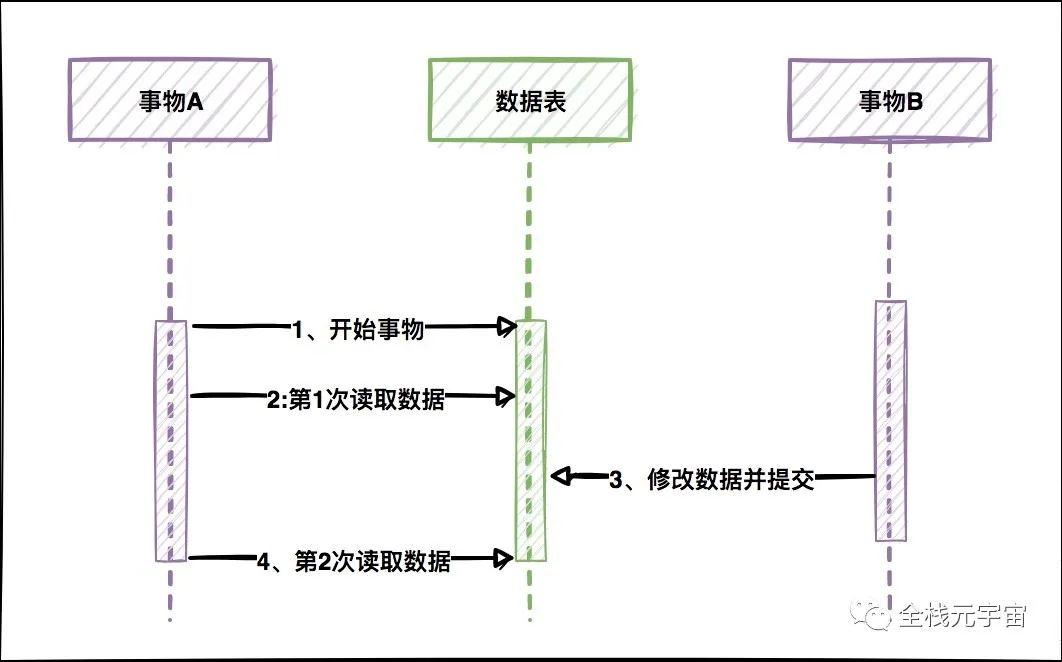 事物A
数据表
事物B
1、开始事物
2:第1次读取数据
3、修改数据并提交
4、第2次读取数据
全栈元宇宙